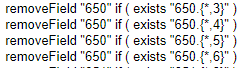 removeField "650" if ( exists "650.{*,3}" )
removeField "650" if ( exists "650.{*,4}" )
removeField "650" if ( exists "650.{*,5}" )
removeField "650" if ( exists "650.{*,6}" )